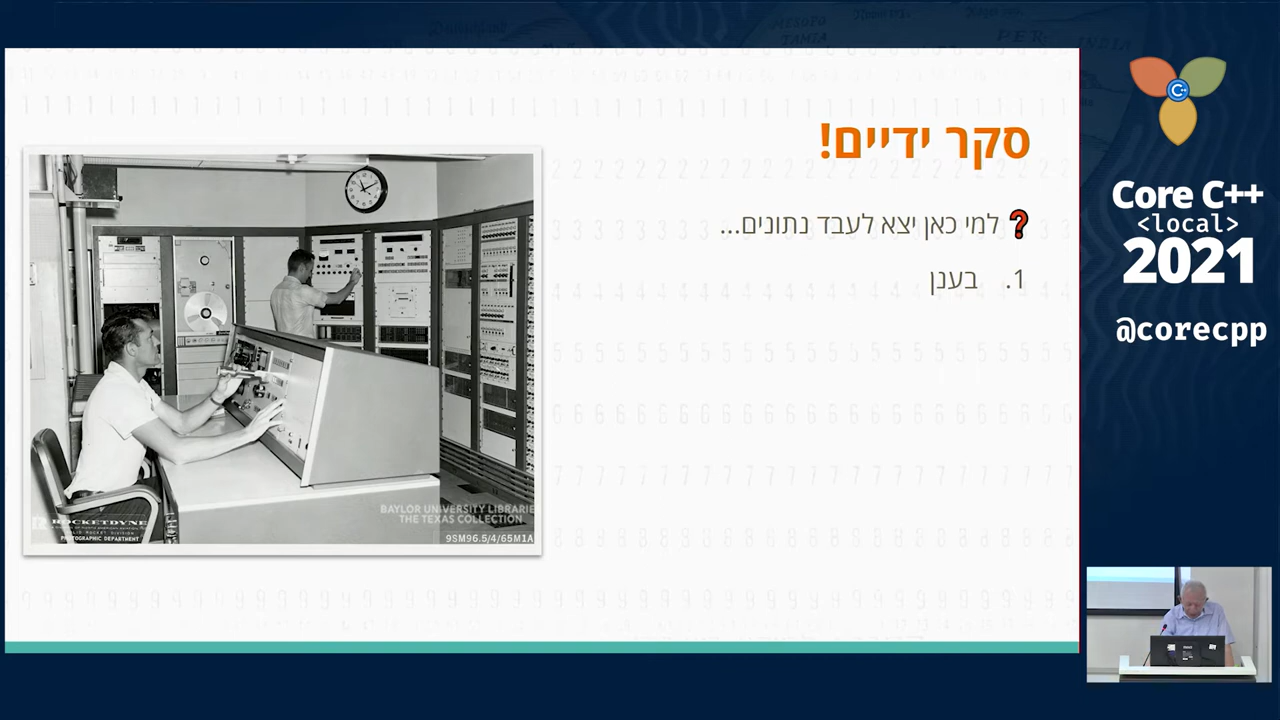 סקר ידיים!
❓ למי כאן יצא לעבד נתונים...
1. בענן
BAYLOR UNIVERSITY LIBRARIE
THE TEXAS COLLECTION
ROCKETDYNE
PHOTOGRAPHIC DEPARTMENT
9SM96.5/4/65M1A
Core C++
<local>
2021
@corecpp